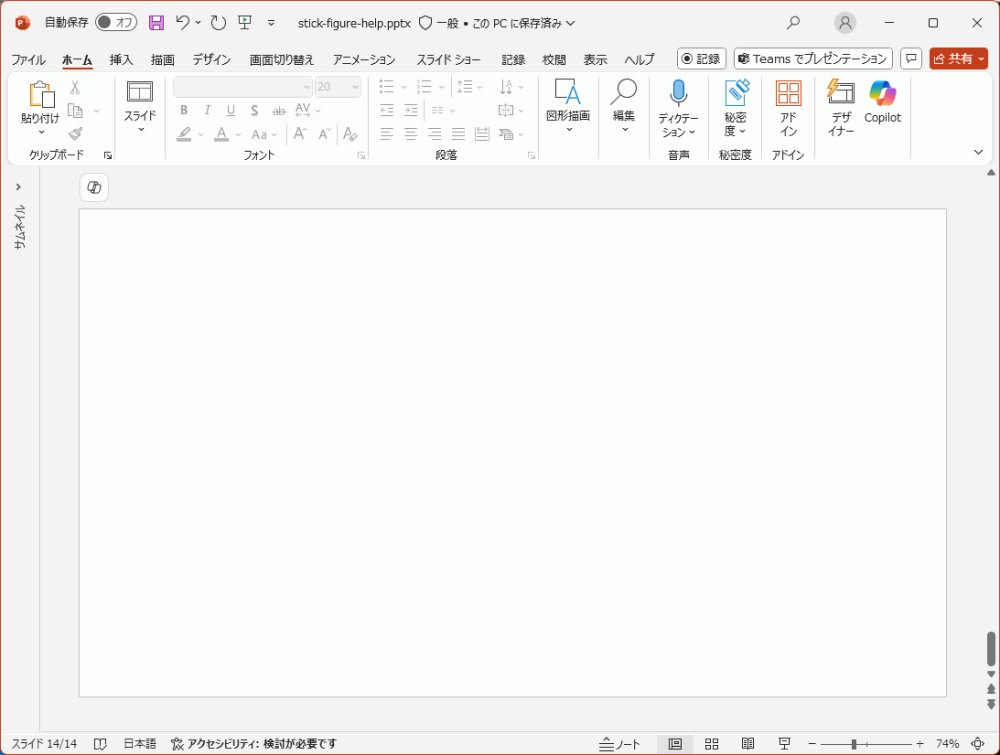 自動保存 オフ stick-figure-help.pptx 一般 • この PC に保存済み
ファイル ホーム 挿入 描画 デザイン 画面切り替え アニメーション スライド ショー 記録 校閲 表示 ヘルプ 記録 Teams でプレゼンテーション 共有
貼り付け
クリップボード
スライド
20
B I U S ab AV
A Aa A A A
フォント
段落
図形描画
編集
ディクテー
ション
音声
秘密
度
秘密度
アド
イン
アドイン
デザ
イナー
Copilot
サムネイル
スライド 14/14 日本語 アクセシビリティ: 検討が必要です ノート 74%